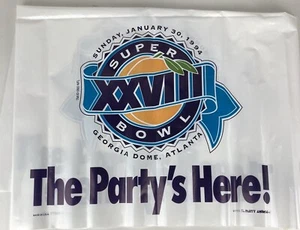 SUNDAY, JANUARY 30, 1994
SUPER
XXVIII
BOWL
GEORGIA DOME, ATLANTA
The Party's Here!